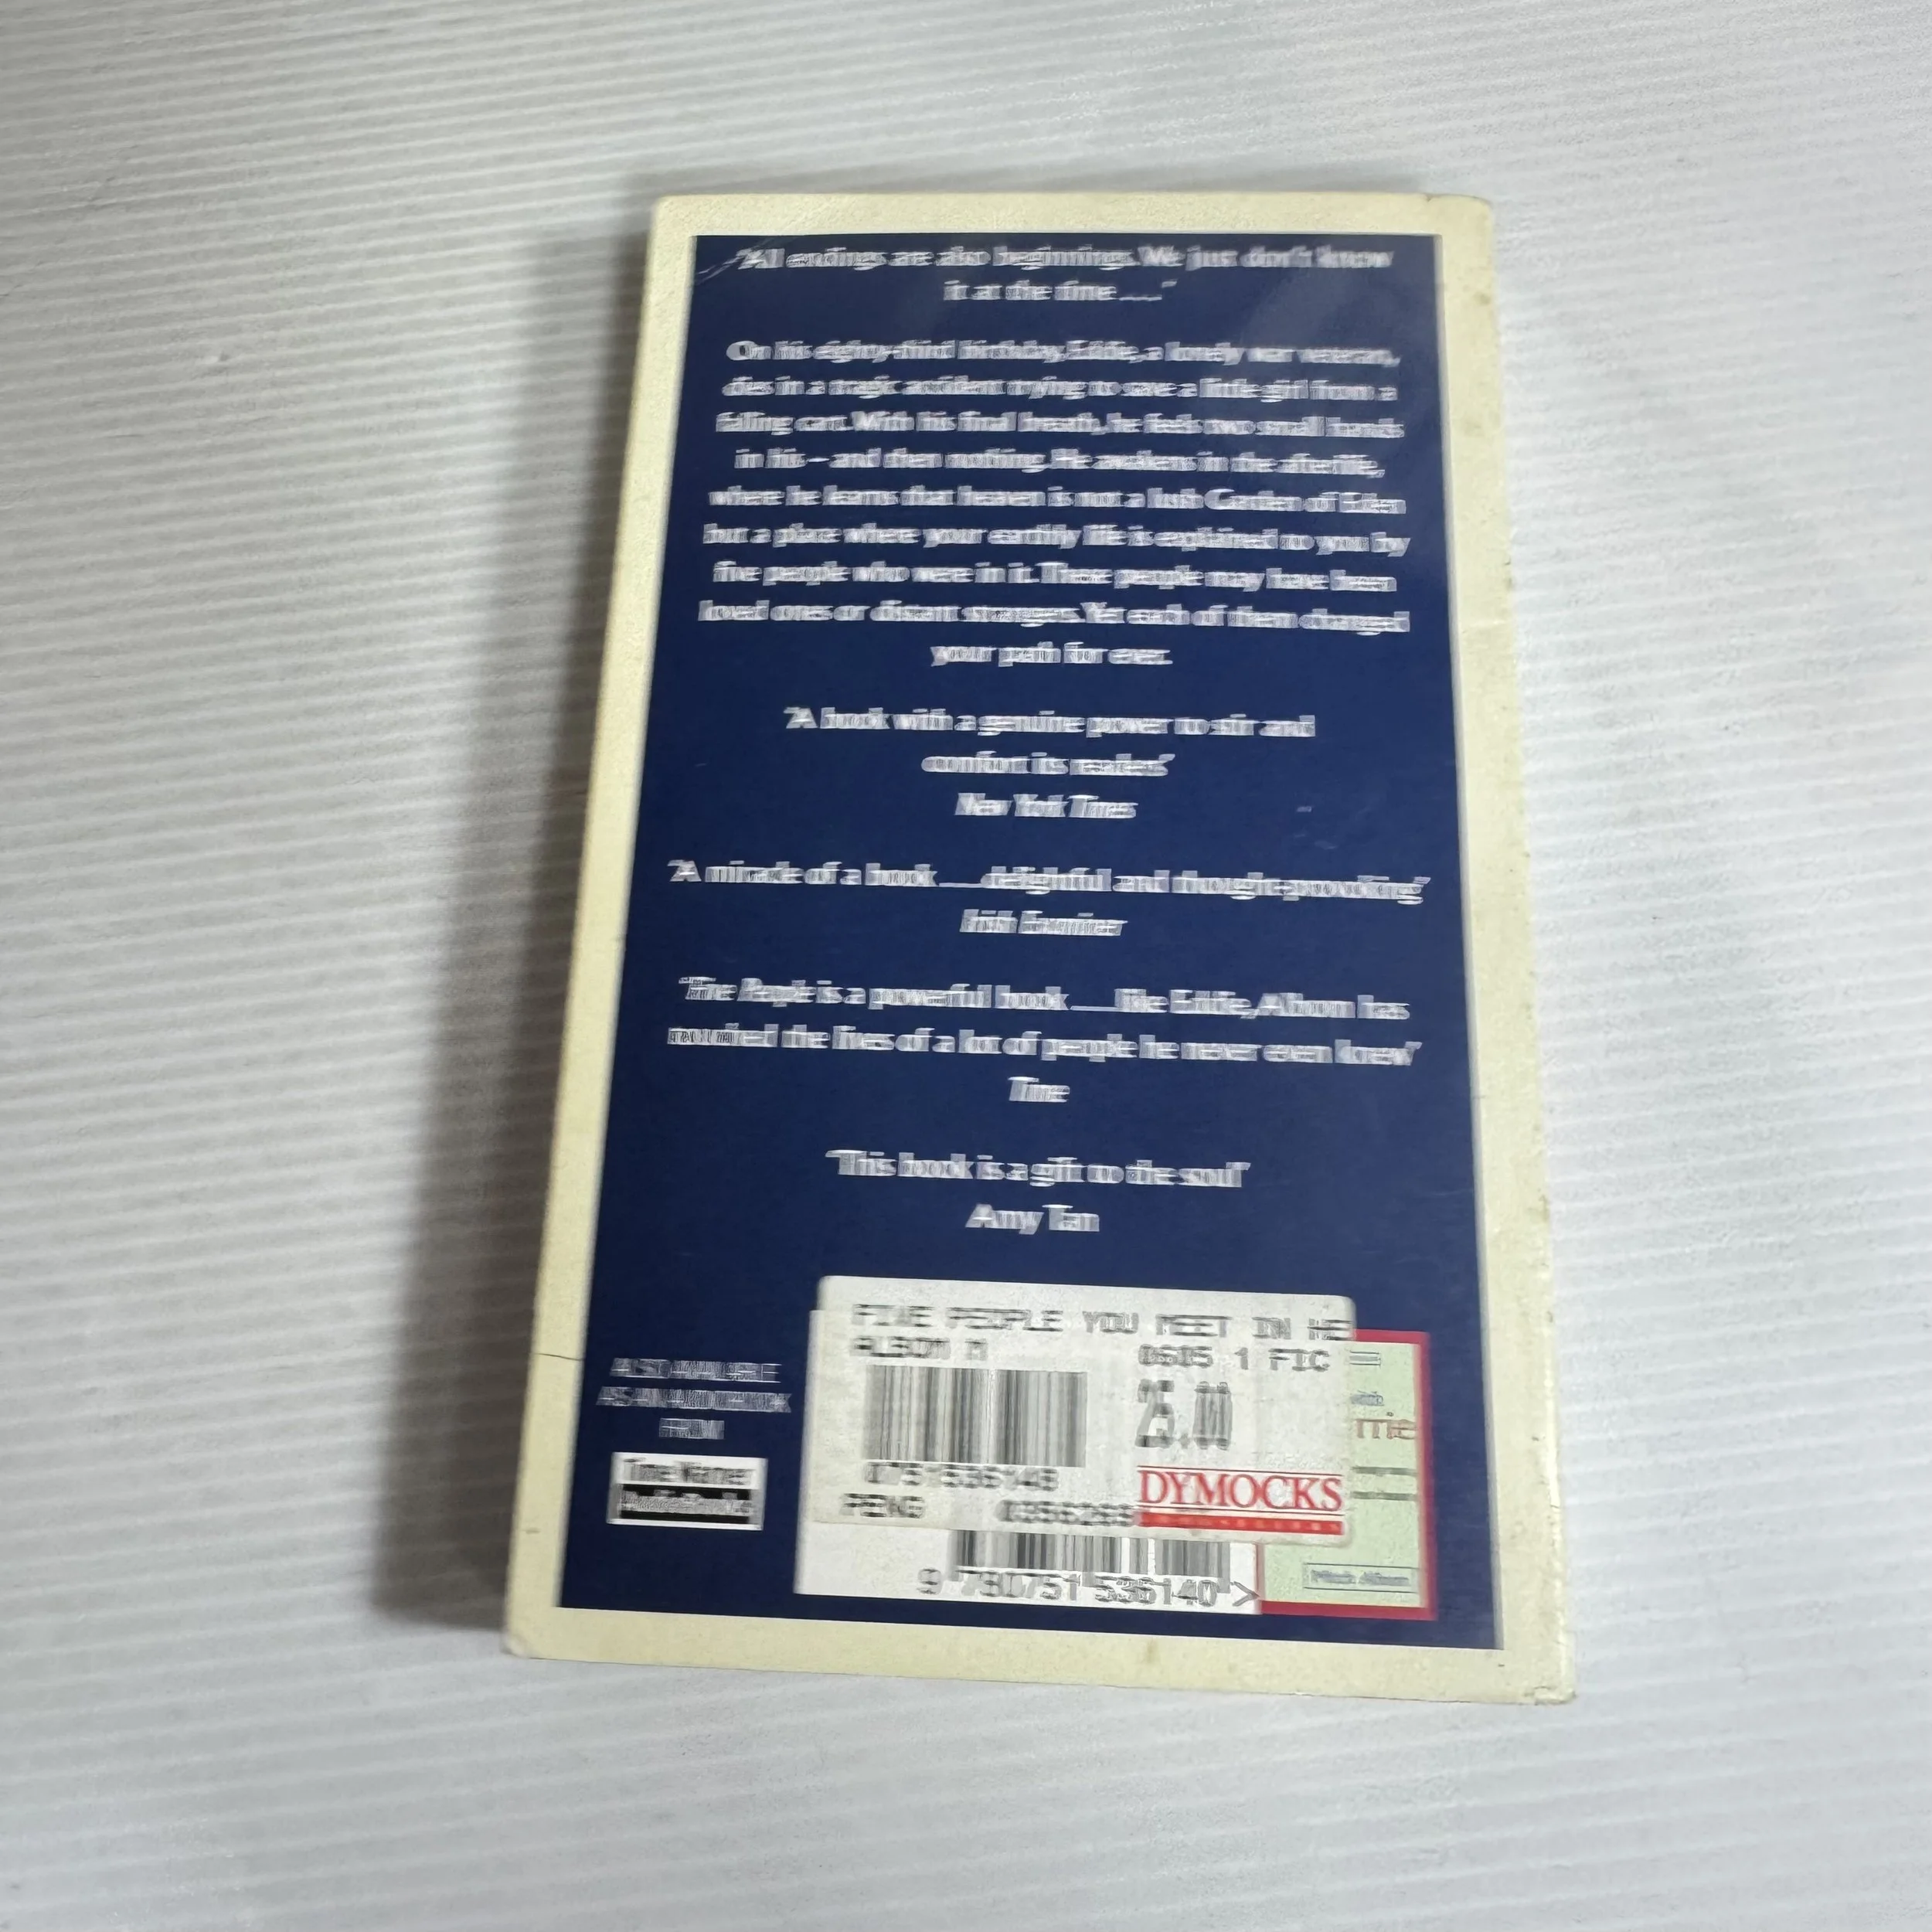 "All endings are also beginnings. We just don't know
it at the time ...."
On his eighty-third birthday, Eddie, a lonely war veteran,
dies in a tragic accident trying to save a little girl from a
falling cart. With his final breath, he feels two small hands
in his – and then nothing. He awakens in the afterlife,
where he learns that heaven is not a lush Garden of Eden
but a place where your earthly life is explained to you by
five people who were in it. These people may have been
loved ones or distant strangers. Yet each of them changed
your path for ever.
'A book with a genuine power to stir and
comfort its readers'
New York Times
'A miracle of a book ... delightful and thought-provoking'
Irish Examiner
'Five People is a powerful book ... like Eddie, Albom has
touched the lives of a lot of people he never even knew'
Time
'This book is a gift to the soul'
Amy Tan
FIVE PEOPLE YOU MEET IN HE
ALBOM M 0605 1 FIC
25.00
PENG
DYMOCKS
ALSO AVAILABLE
Time Warner
9 780751 536140 >
Mitch Albom